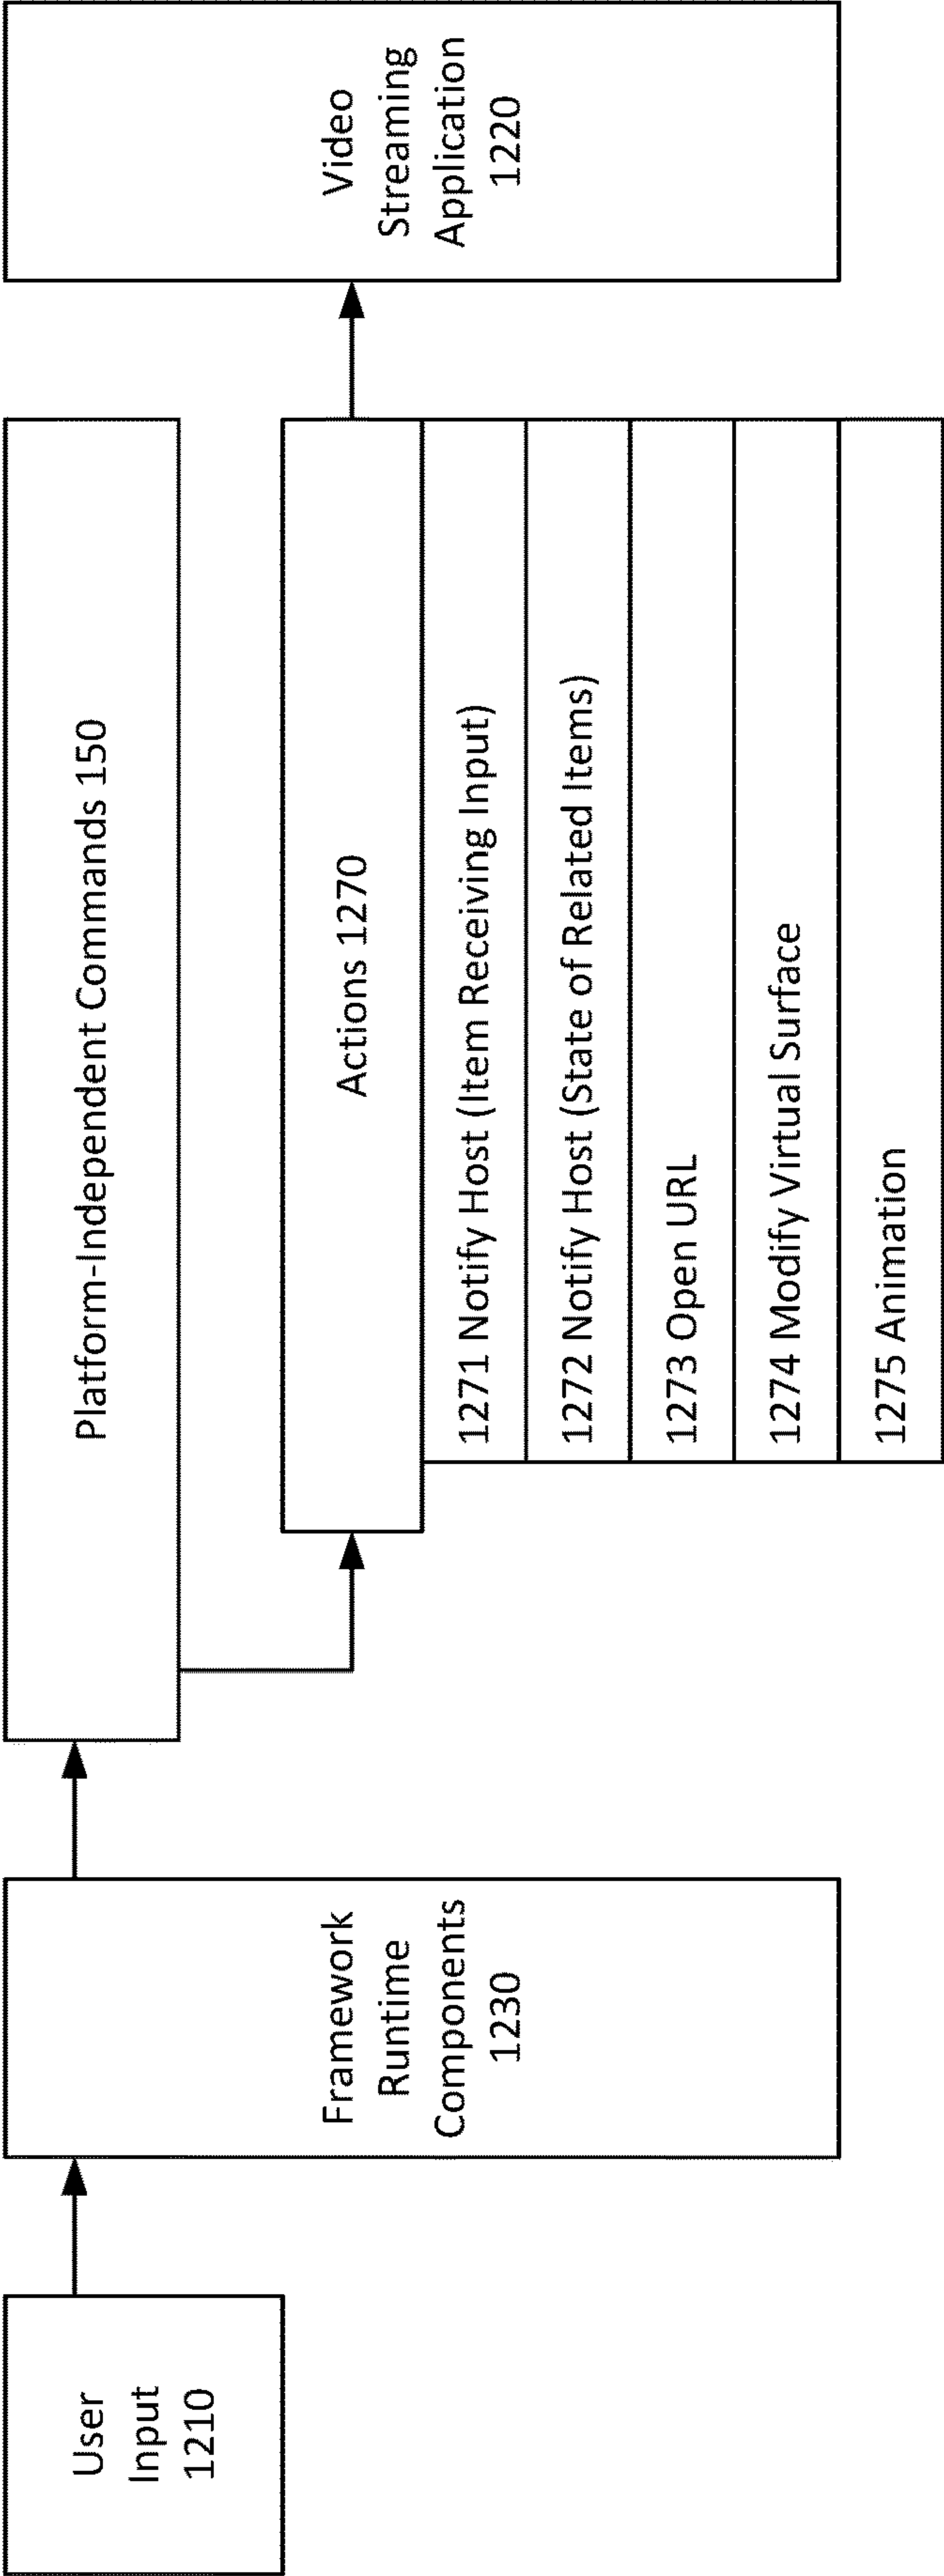 User
Input
1210
Framework
Runtime
Components
1230
Platform-Independent Commands 150
Actions 1270
1271 Notify Host (Item Receiving Input)
1272 Notify Host (State of Related Items)
1273 Open URL
1274 Modify Virtual Surface
1275 Animation
Video
Streaming
Application
1220